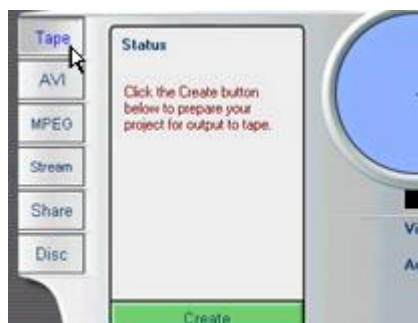 Tape
AVI
MPEG
Stream
Share
Disc
Status
Click the Create button
below to prepare your
project for output to tape.
Create